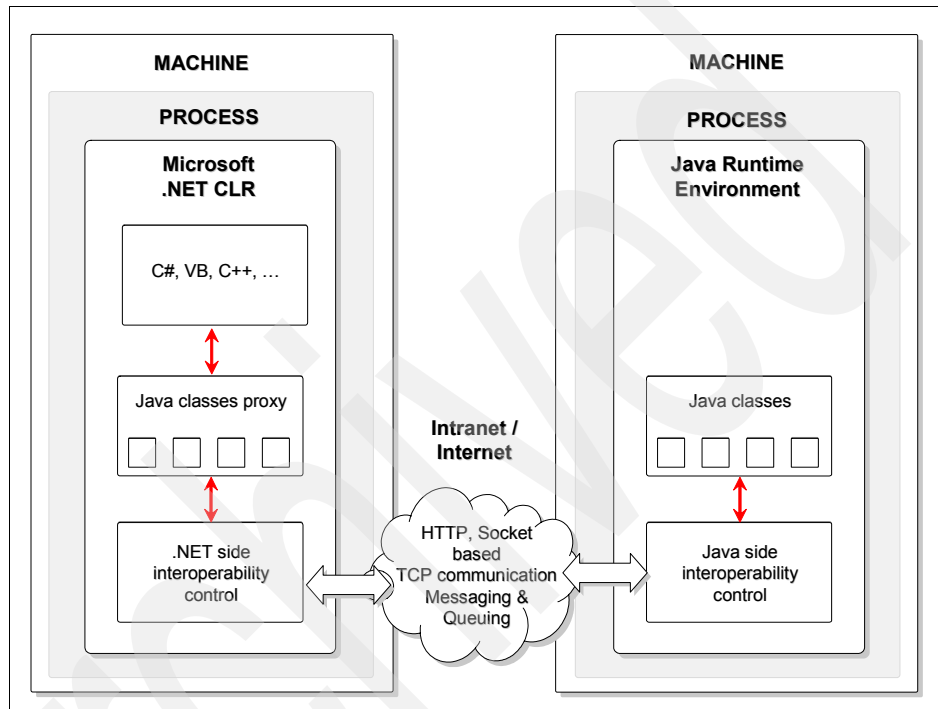 MACHINE
PROCESS
Microsoft
.NET CLR
C#, VB, C++, …
Java classes proxy
.NET side
interoperability
control
Intranet /
Internet
HTTP, Socket
based
TCP communication
Messaging &
Queuing
MACHINE
PROCESS
Java Runtime
Environment
Java classes
Java side
interoperability
control